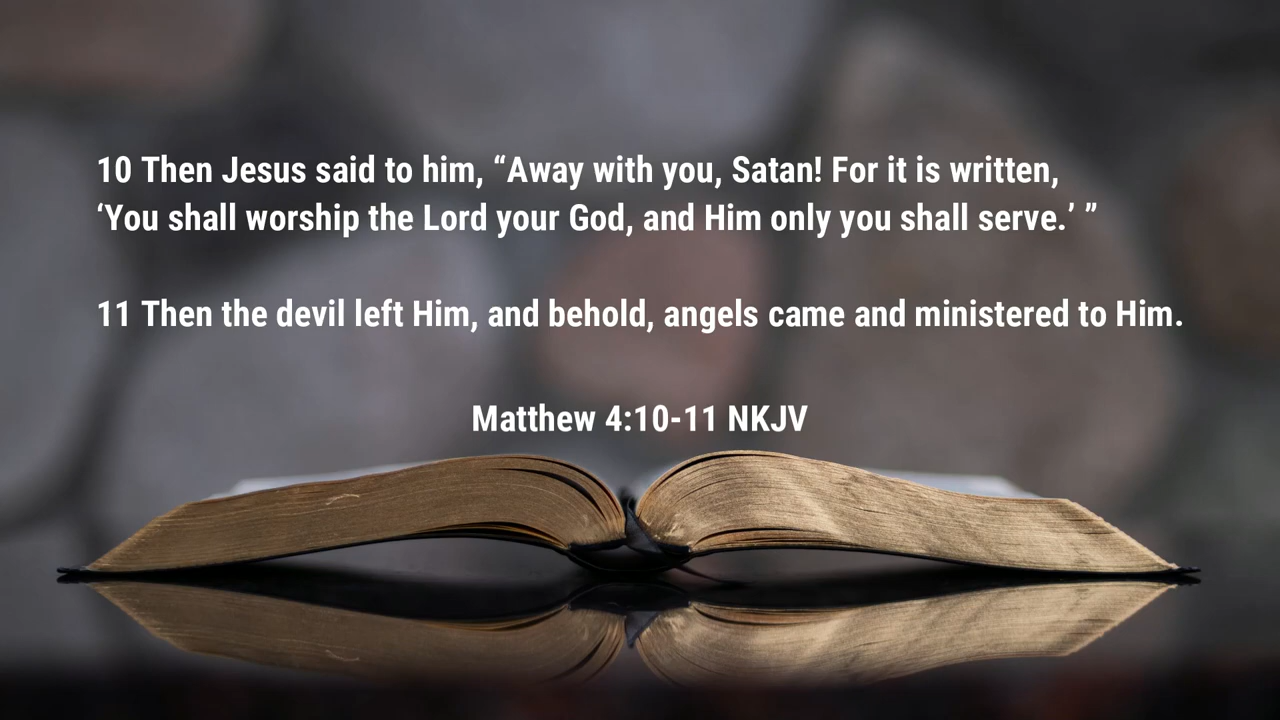 10 Then Jesus said to him, “Away with you, Satan! For it is written,
‘You shall worship the Lord your God, and Him only you shall serve.’ ”
11 Then the devil left Him, and behold, angels came and ministered to Him.
Matthew 4:10-11 NKJV